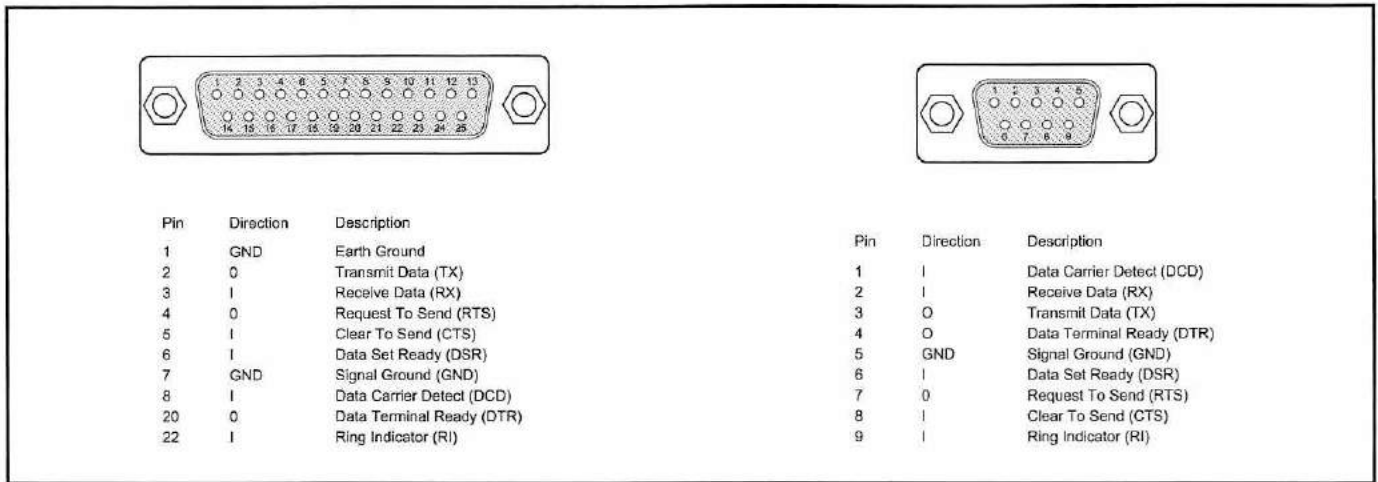 1 2 3 4 6 5 7 8 9 10 11 12 13
14 15 16 17 18 19 20 21 22 23 24 25
Pin Direction Description
1 GND Earth Ground
2 0 Transmit Data (TX)
3 I Receive Data (RX)
4 0 Request To Send (RTS)
5 I Clear To Send (CTS)
6 I Data Set Ready (DSR)
7 GND Signal Ground (GND)
8 I Data Carrier Detect (DCD)
20 0 Data Terminal Ready (DTR)
22 I Ring Indicator (RI)
1 2 3 4 5
6 7 8 9
Pin Direction Description
1 I Data Carrier Detect (DCD)
2 I Receive Data (RX)
3 O Transmit Data (TX)
4 O Data Terminal Ready (DTR)
5 GND Signal Ground (GND)
6 I Data Set Ready (DSR)
7 0 Request To Send (RTS)
8 I Clear To Send (CTS)
9 I Ring Indicator (RI)